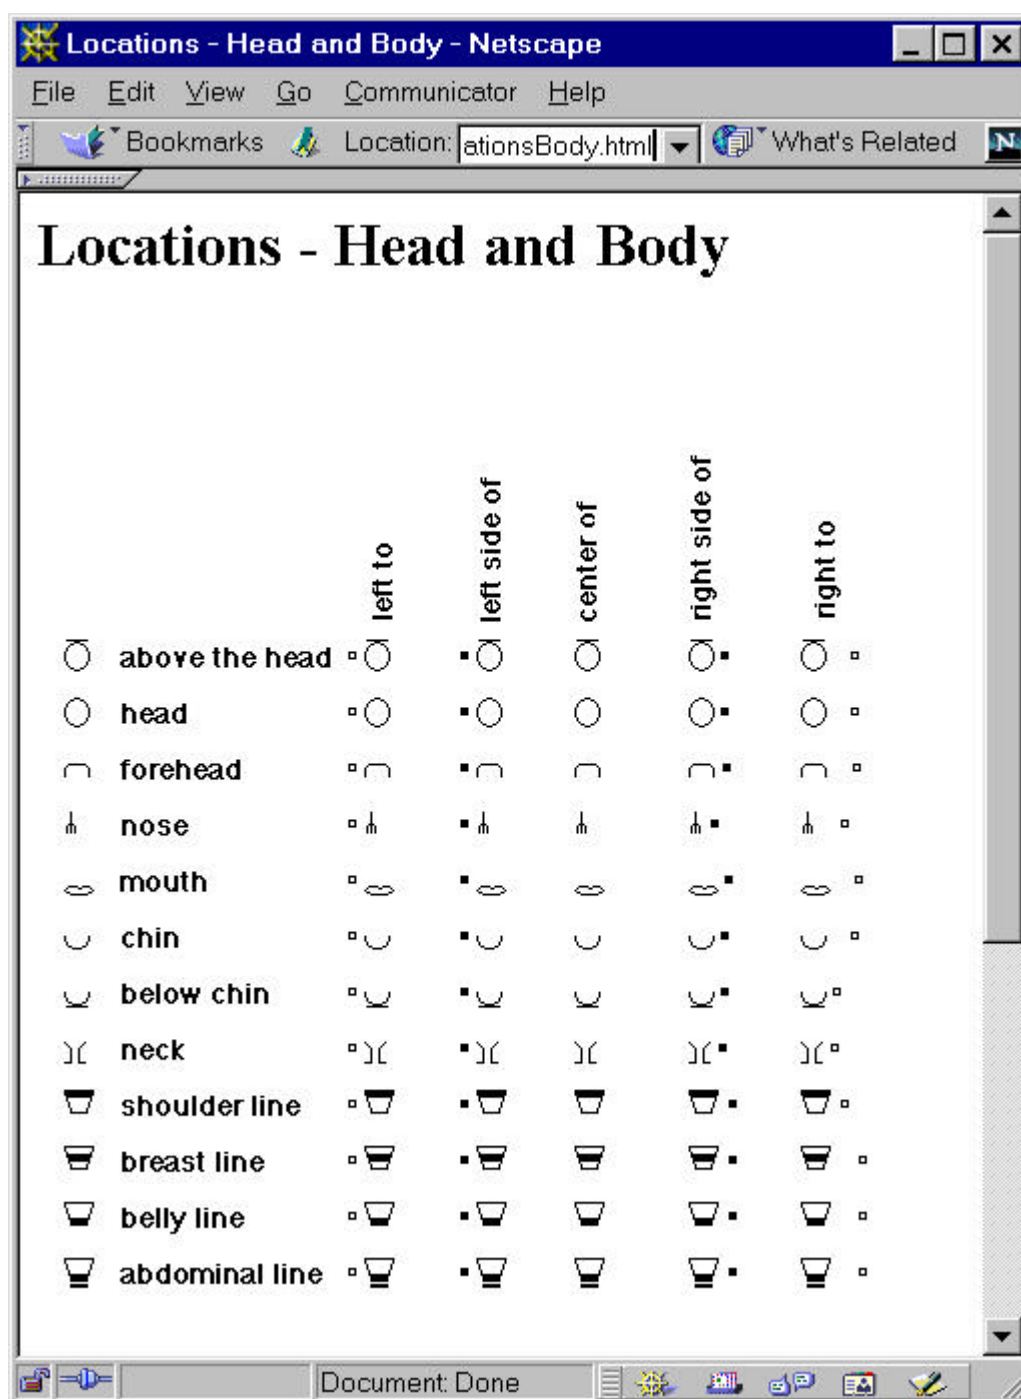 Locations - Head and Body - Netscape
File Edit View Go Communicator Help
Bookmarks Location: ationsBody.html What's Related N
Locations - Head and Body
left to left side of center of right side of right to
above the head
head
forehead
nose
mouth
chin
below chin
neck
shoulder line
breast line
belly line
abdominal line
Document: Done